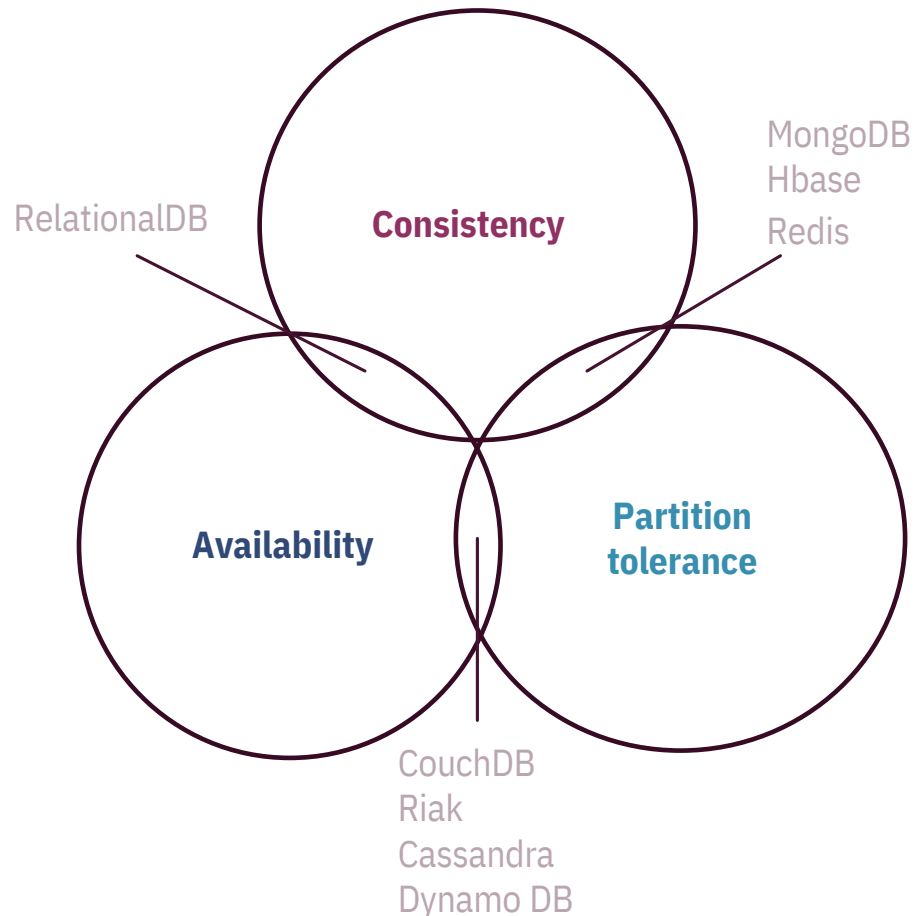 MongoDB
Hbase
RelationalDB
Consistency
Redis
Partition
tolerance
Availability
CouchDB
Riak
Cassandra
Dynamo DB